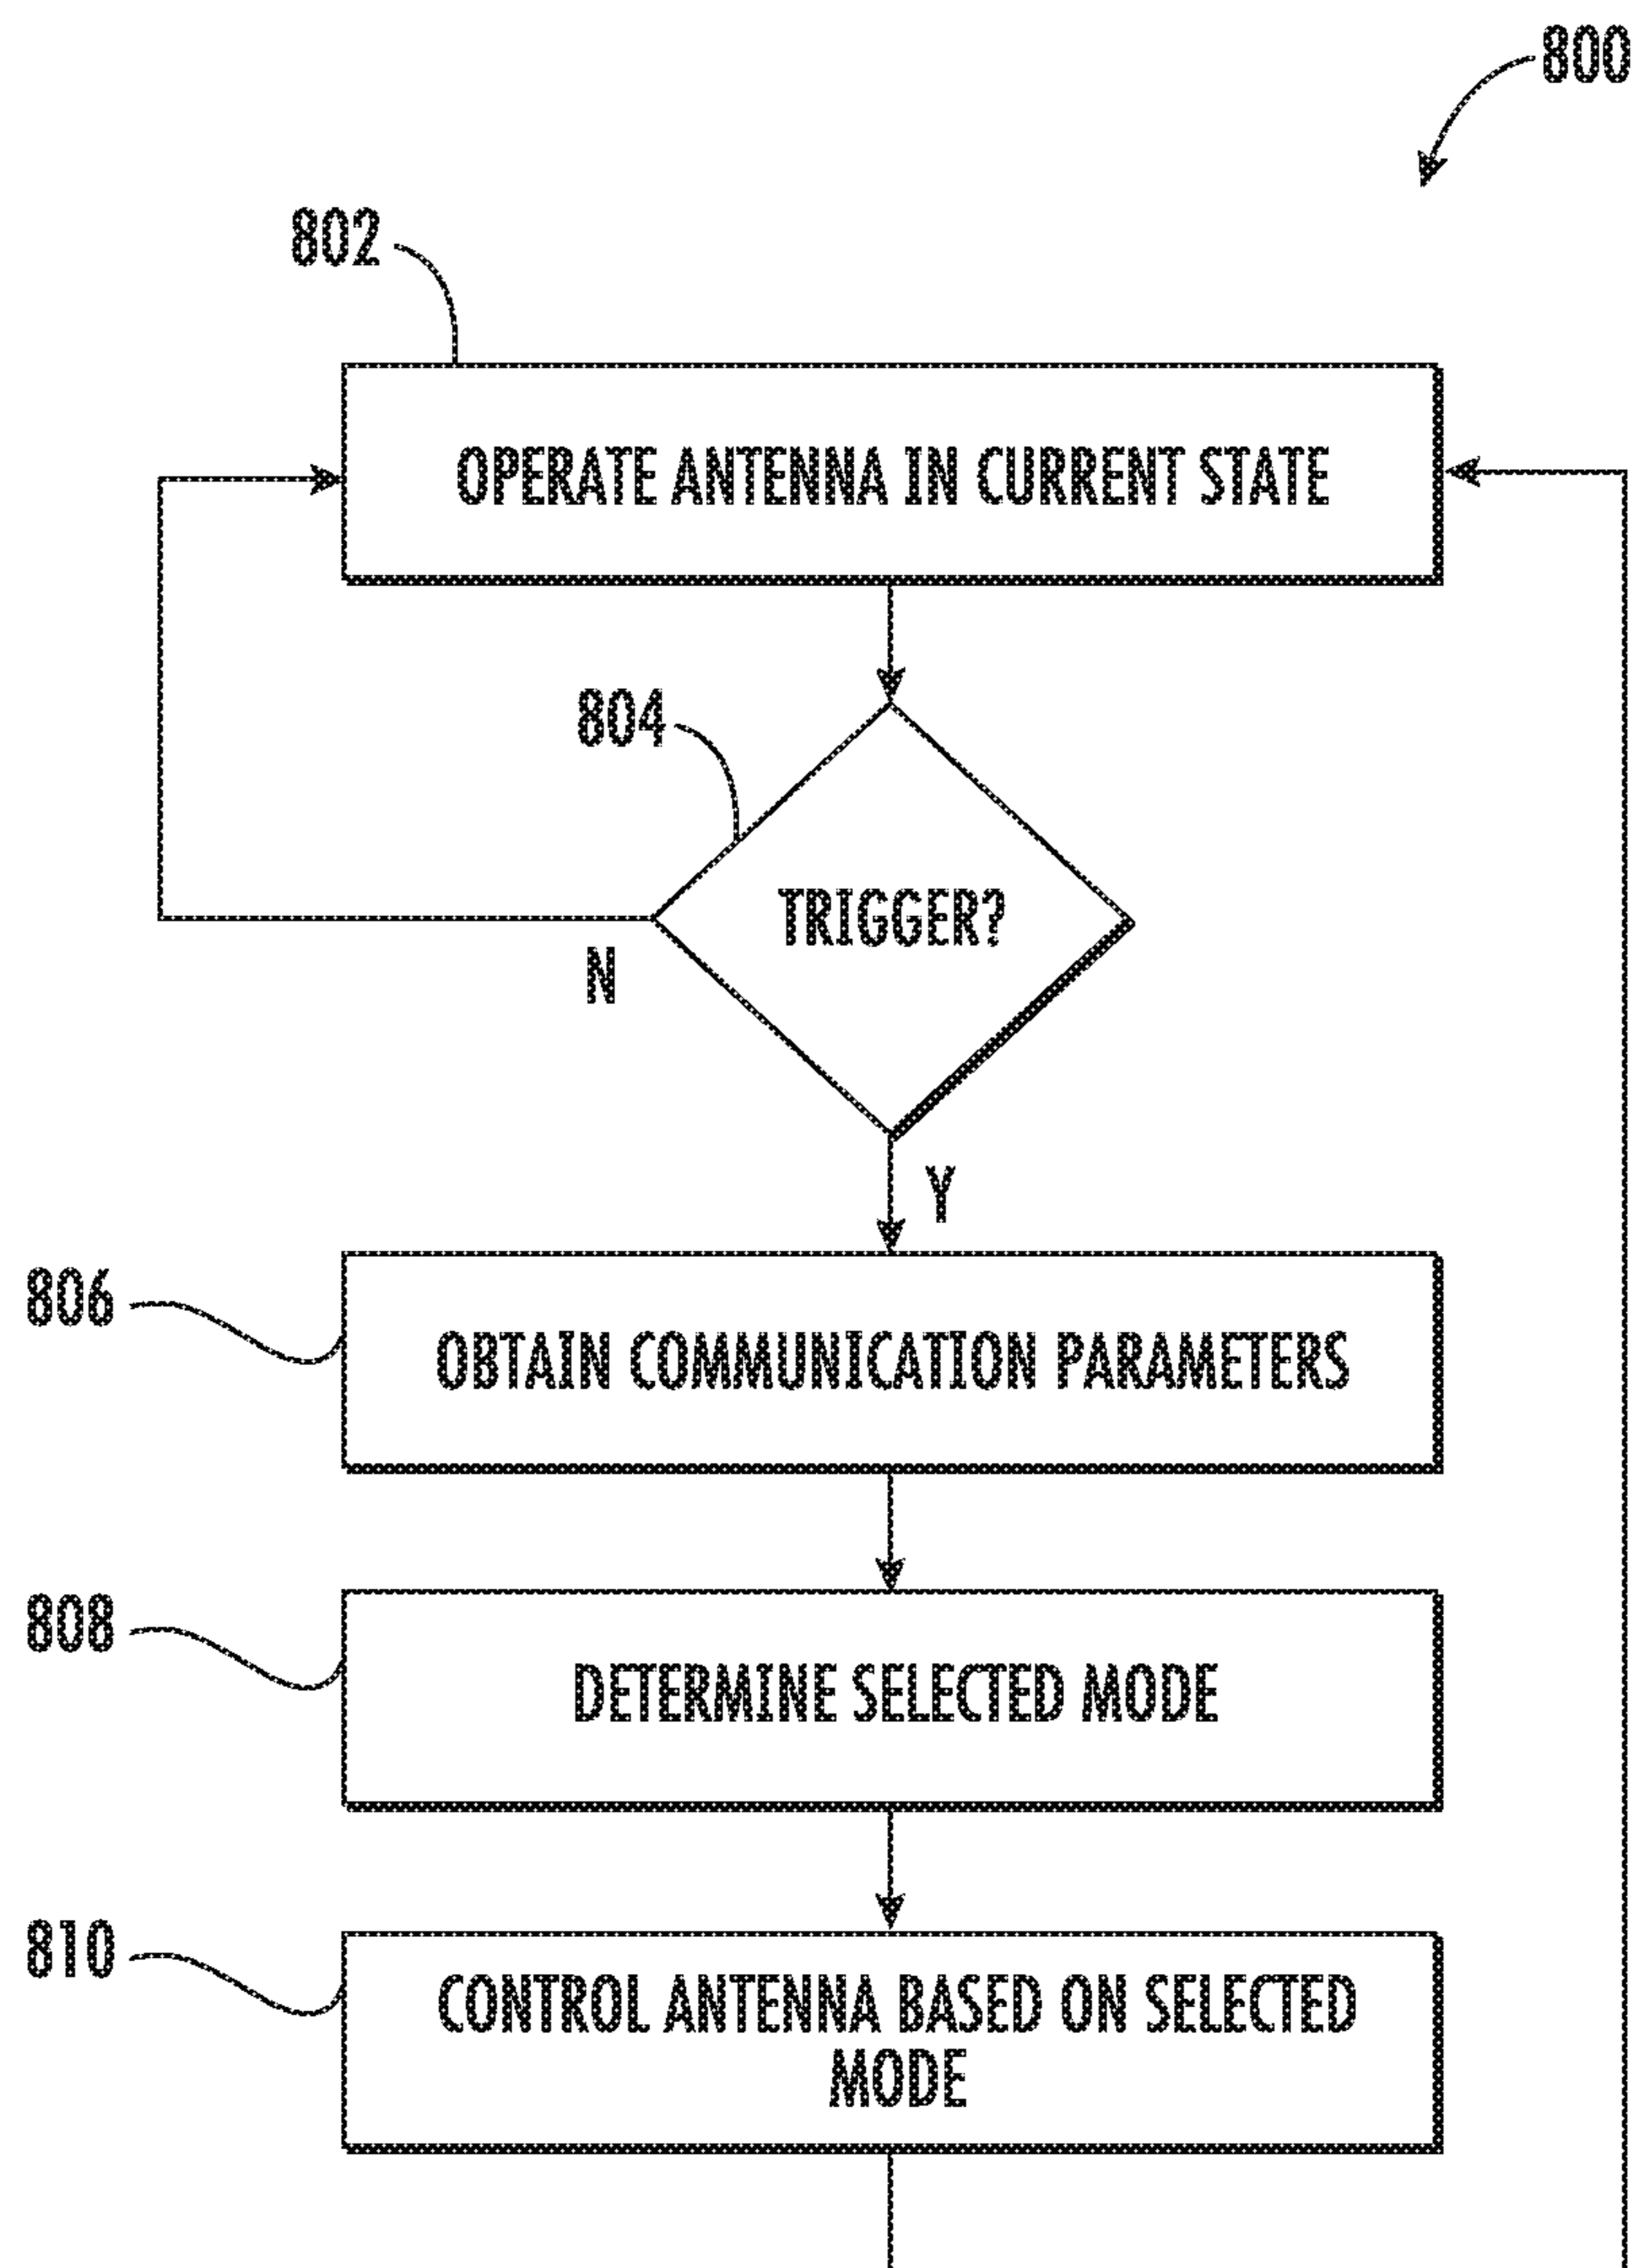 800
802
OPERATE ANTENNA IN CURRENT STATE
804
TRIGGER?
N
Y
806
OBTAIN COMMUNICATION PARAMETERS
808
DETERMINE SELECTED MODE
810
CONTROL ANTENNA BASED ON SELECTED
MODE